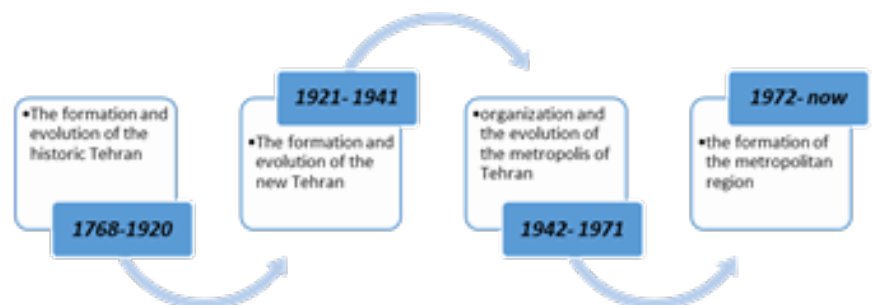 •The formation and
evolution of the
historic Tehran
1768-1920
1921- 1941
•The formation and
evolution of the
new Tehran
•organization and
the evolution of
the metropolis of
Tehran
1942- 1971
1972- now
•the formation of
the metropolitan
region